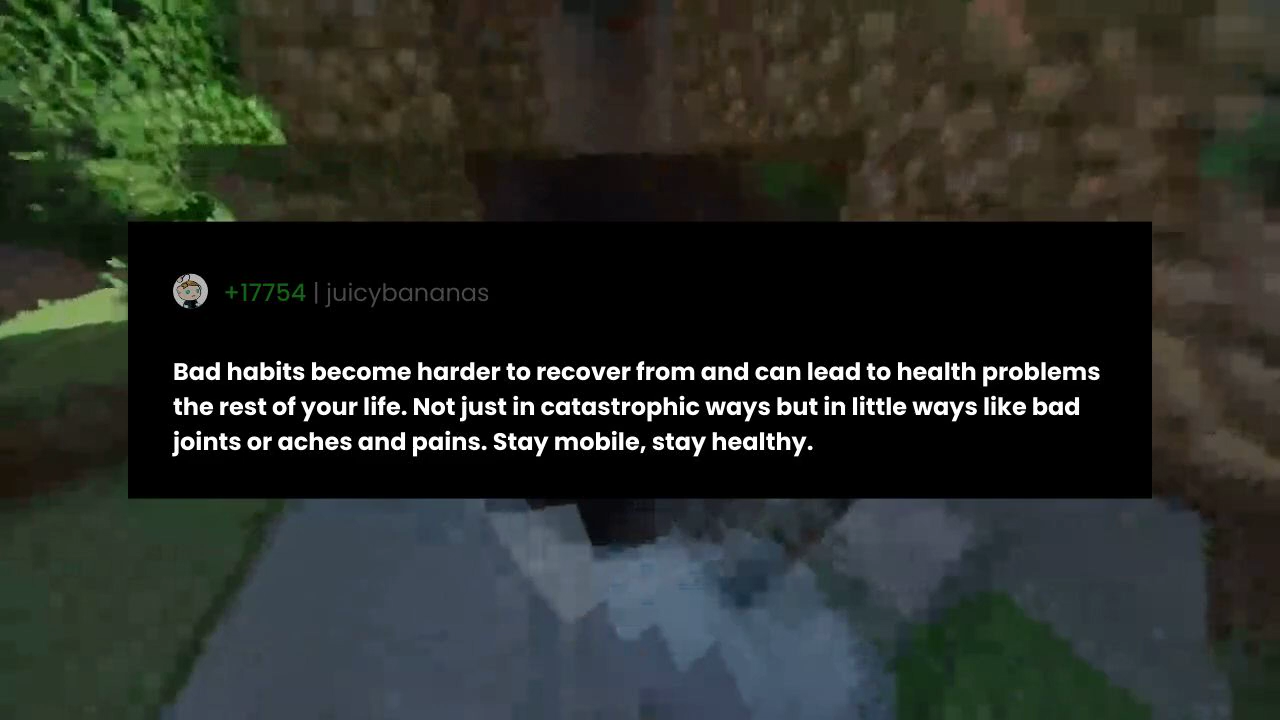 +17754 | juicybananas
Bad habits become harder to recover from and can lead to health problems
the rest of your life. Not just in catastrophic ways but in little ways like bad
joints or aches and pains. Stay mobile, stay healthy.